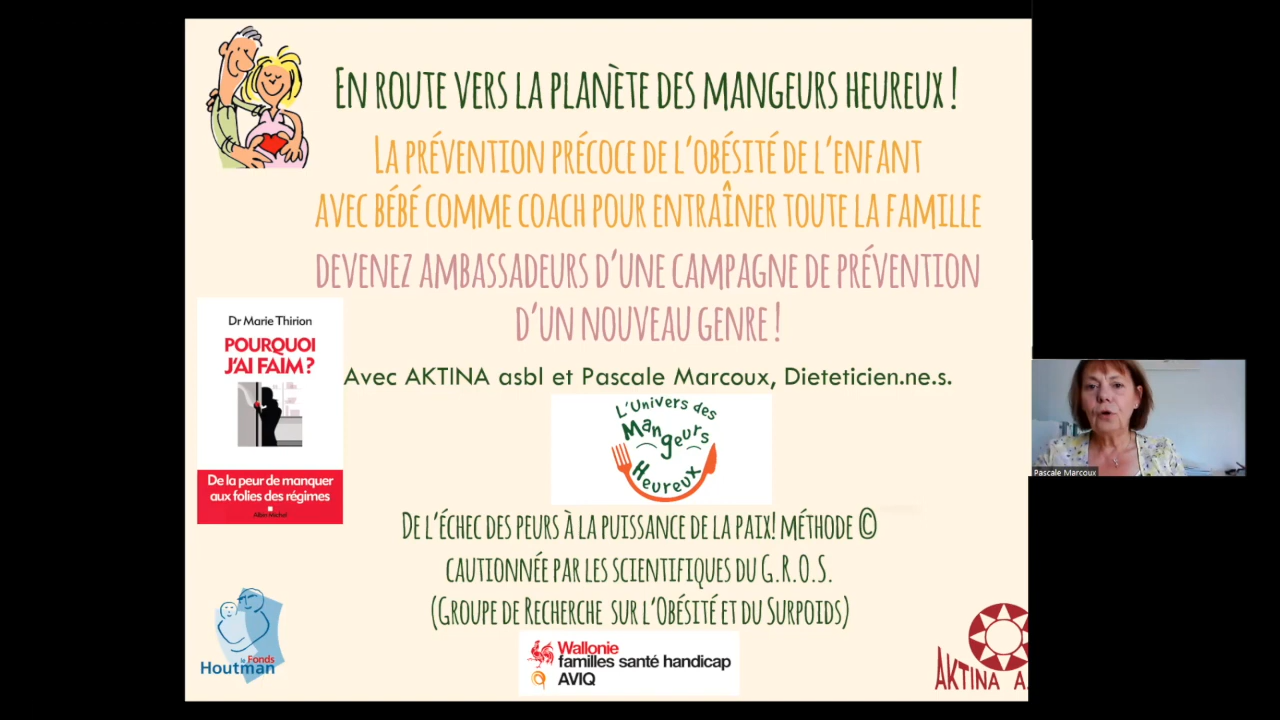 En route vers la planète des mangeurs heureux !
La prévention précoce de l'obésité de l'enfant
avec bébé comme coach pour entraîner toute la famille
devenez ambassadeurs d'une campagne de prévention
d'un nouveau genre !
Dr Marie Thirion
POURQUOI
J'AI FAIM ?
De la peur de manquer
aux folies des régimes
Albin Michel
Avec AKTINA asbl et Pascale Marcoux, Dieteticien.ne.s.
L'Univers des
Mangeurs
Heureux
Pascale Marcoux
De l'échec des peurs à la puissance de la paix! méthode ©
cautionnée par les scientifiques du G.R.O.S.
(Groupe de Recherche sur l'Obésité et du Surpoids)
le Fonds
Houtman
Wallonie
familles santé handicap
AVIQ
AKTINA A.